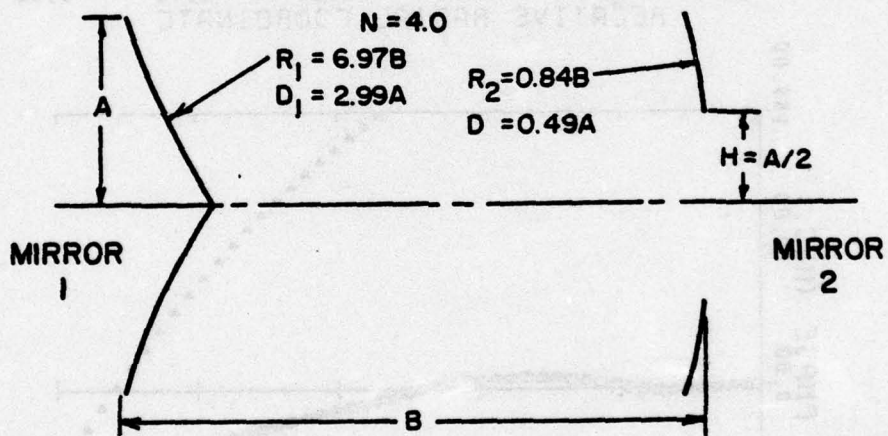 N = 4.0
R1 = 6.97B
D1 = 2.99A
R2 = 0.84B
D = 0.49A
A
H = A/2
MIRROR
1
MIRROR
2
B